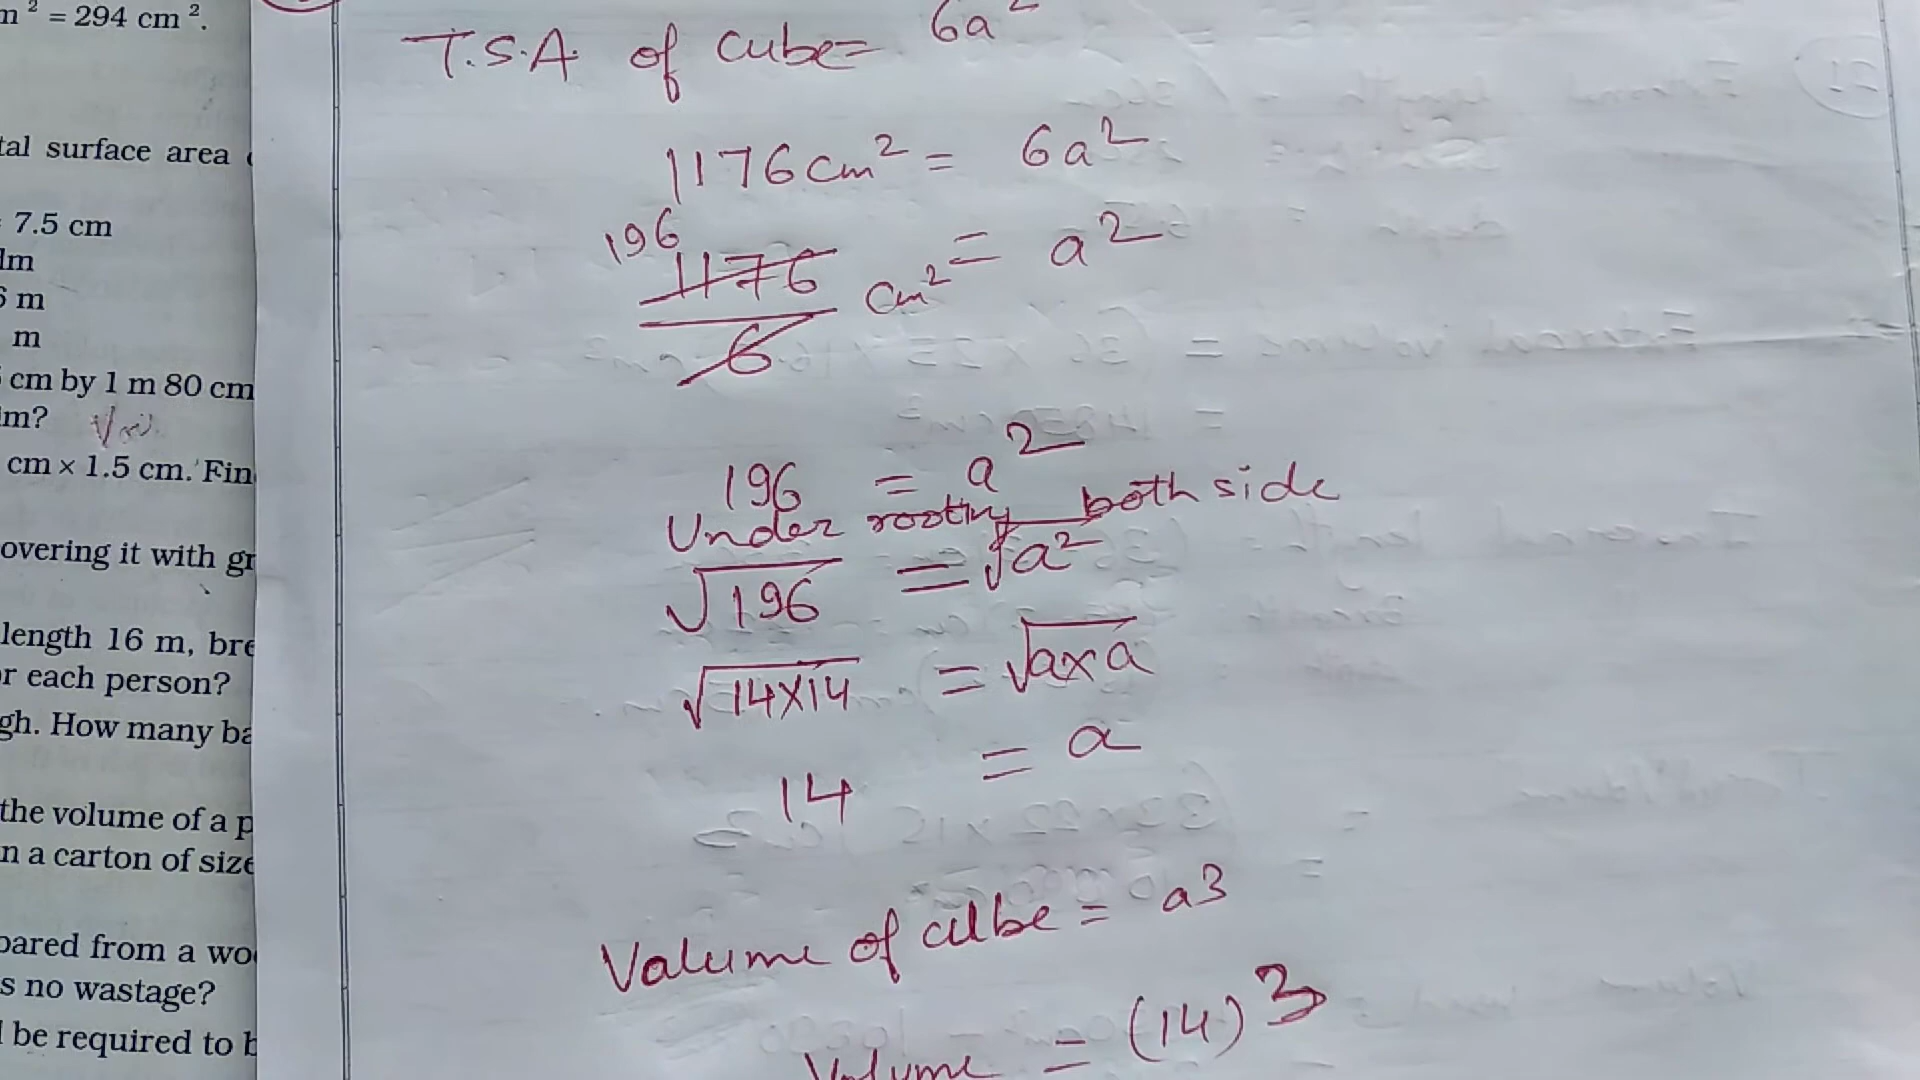 m² = 294 cm².
tal surface area
7.5 cm
m
m
cm by 1 m 80 cm
m?
cm × 1.5 cm. Fin
overing it with gr
length 16 m, bre
r each person?
gh. How many ba
the volume of a p
n a carton of size
pared from a wo
s no wastage?
be required to b
T.S.A. of cube= 6a²
1176 cm² = 6a²
196
1176 cm² = a²
6
196 = a²
Under rooting both side
√196 = √a²
√14×14 = √a×a
14 = a
Valume of cube = a3
Volume = (14)3